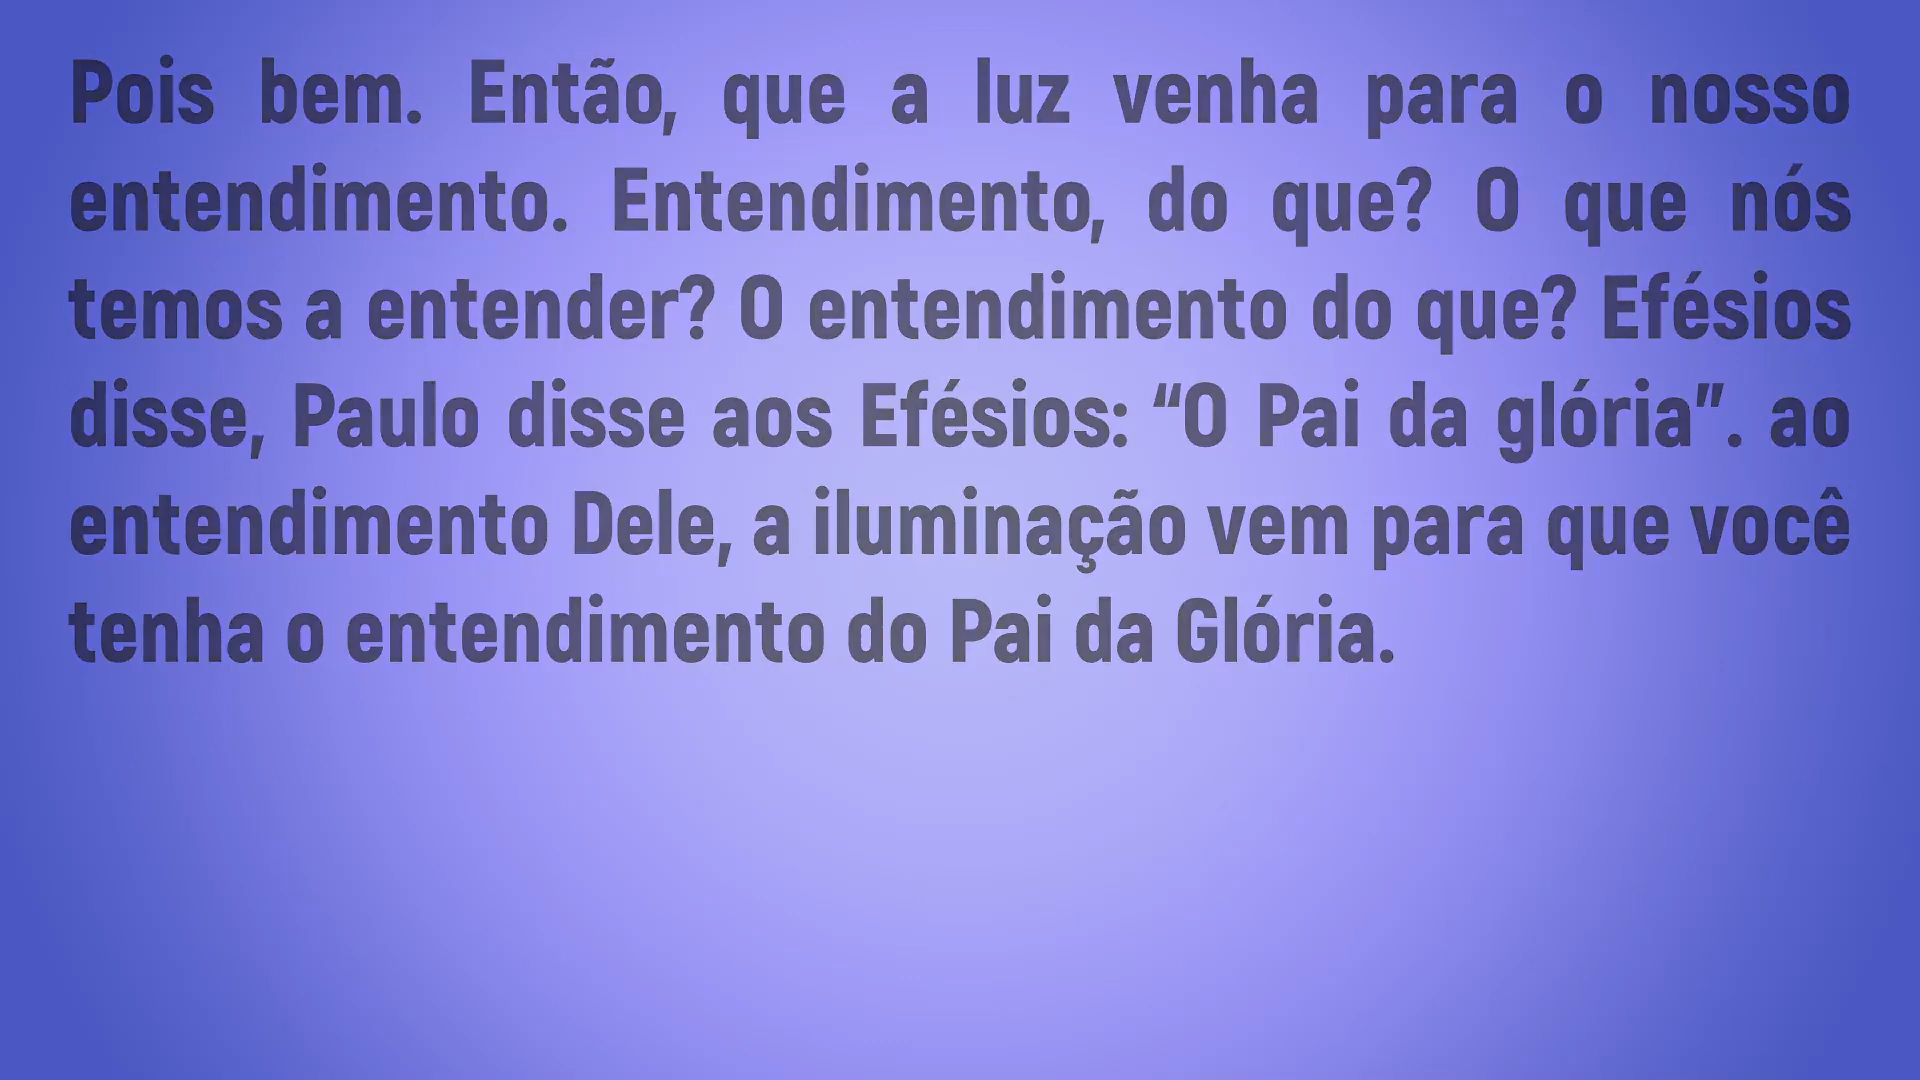 Pois bem. Então, que a luz venha para o nosso
entendimento. Entendimento, do que? O que nós
temos a entender? O entendimento do que? Efésios
disse, Paulo disse aos Efésios: “O Pai da glória”. ao
entendimento Dele, a iluminação vem para que você
tenha o entendimento do Pai da Glória.